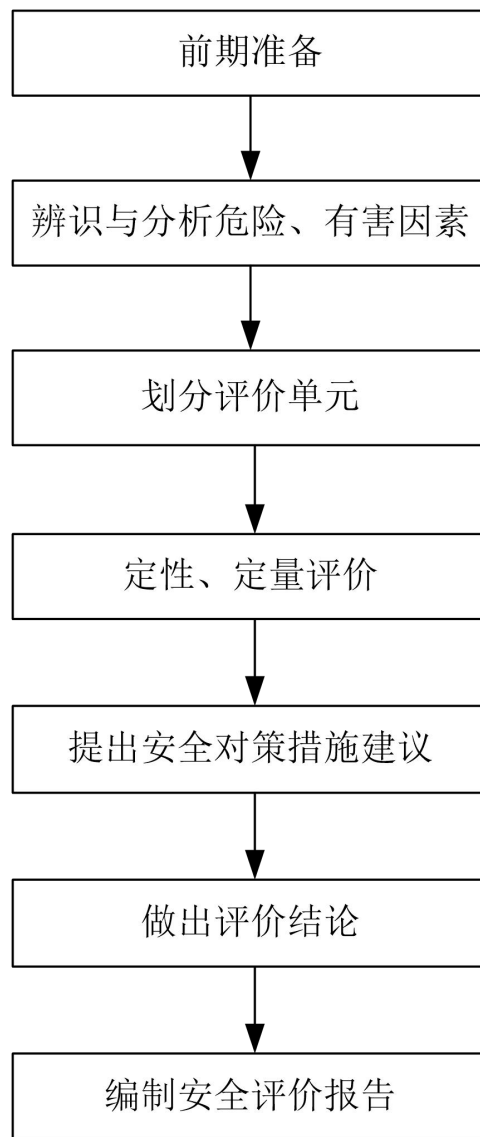 前期准备
辨识与分析危险、有害因素
划分评价单元
定性、定量评价
提出安全对策措施建议
做出评价结论
编制安全评价报告